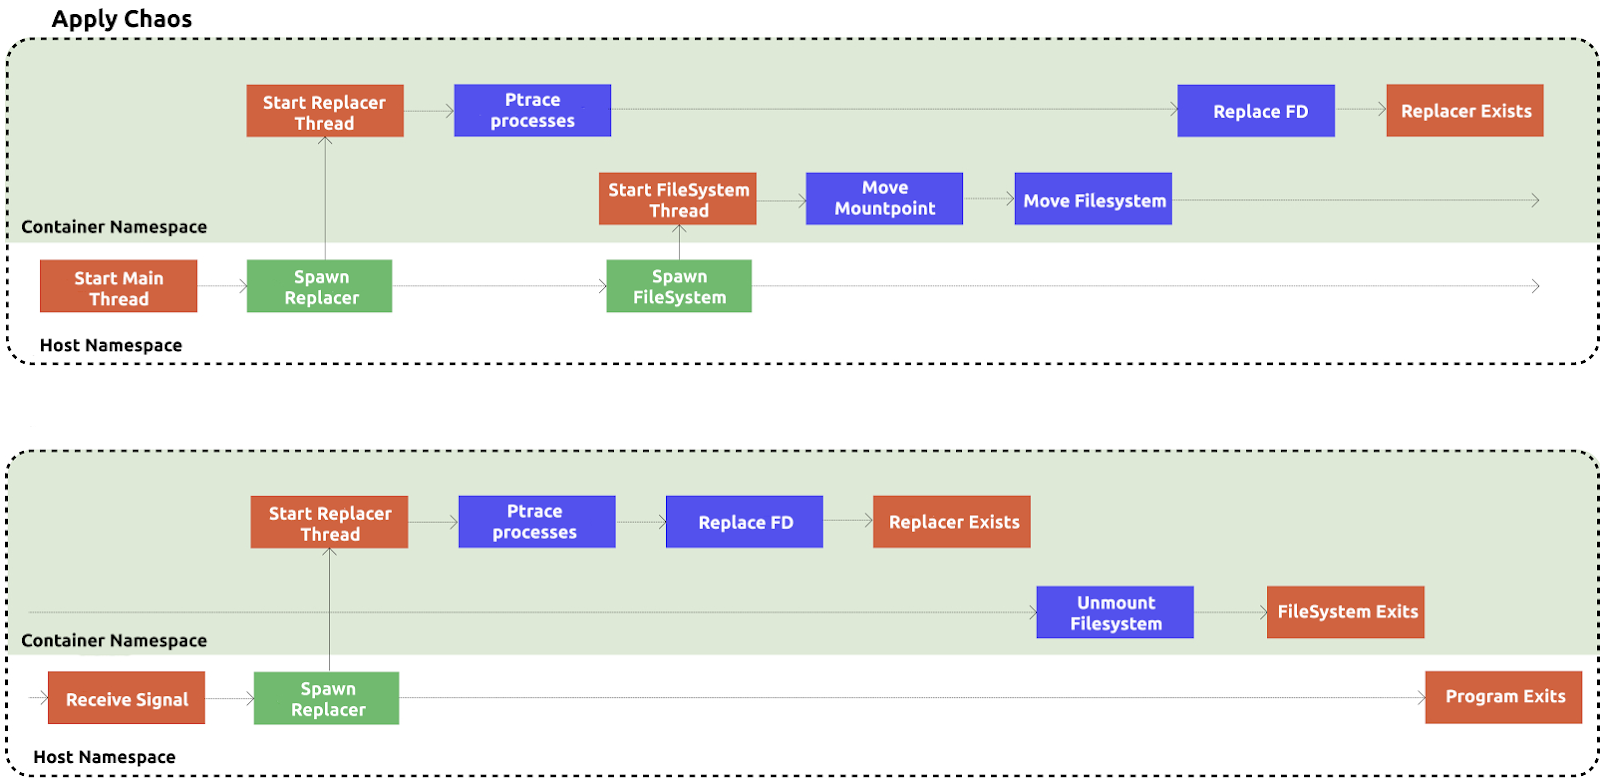 Apply Chaos
Start Replacer
Thread
Ptrace
processes
Replace FD
Replacer Exists
Start FileSystem
Thread
Move
Mountpoint
Move Filesystem
Container Namespace
Start Main
Thread
Spawn
Replacer
Spawn
FileSystem
Host Namespace
Start Replacer
Thread
Ptrace
processes
Replace FD
Replacer Exists
Unmount
Filesystem
FileSystem Exits
Container Namespace
Receive Signal
Spawn
Replacer
Program Exits
Host Namespace